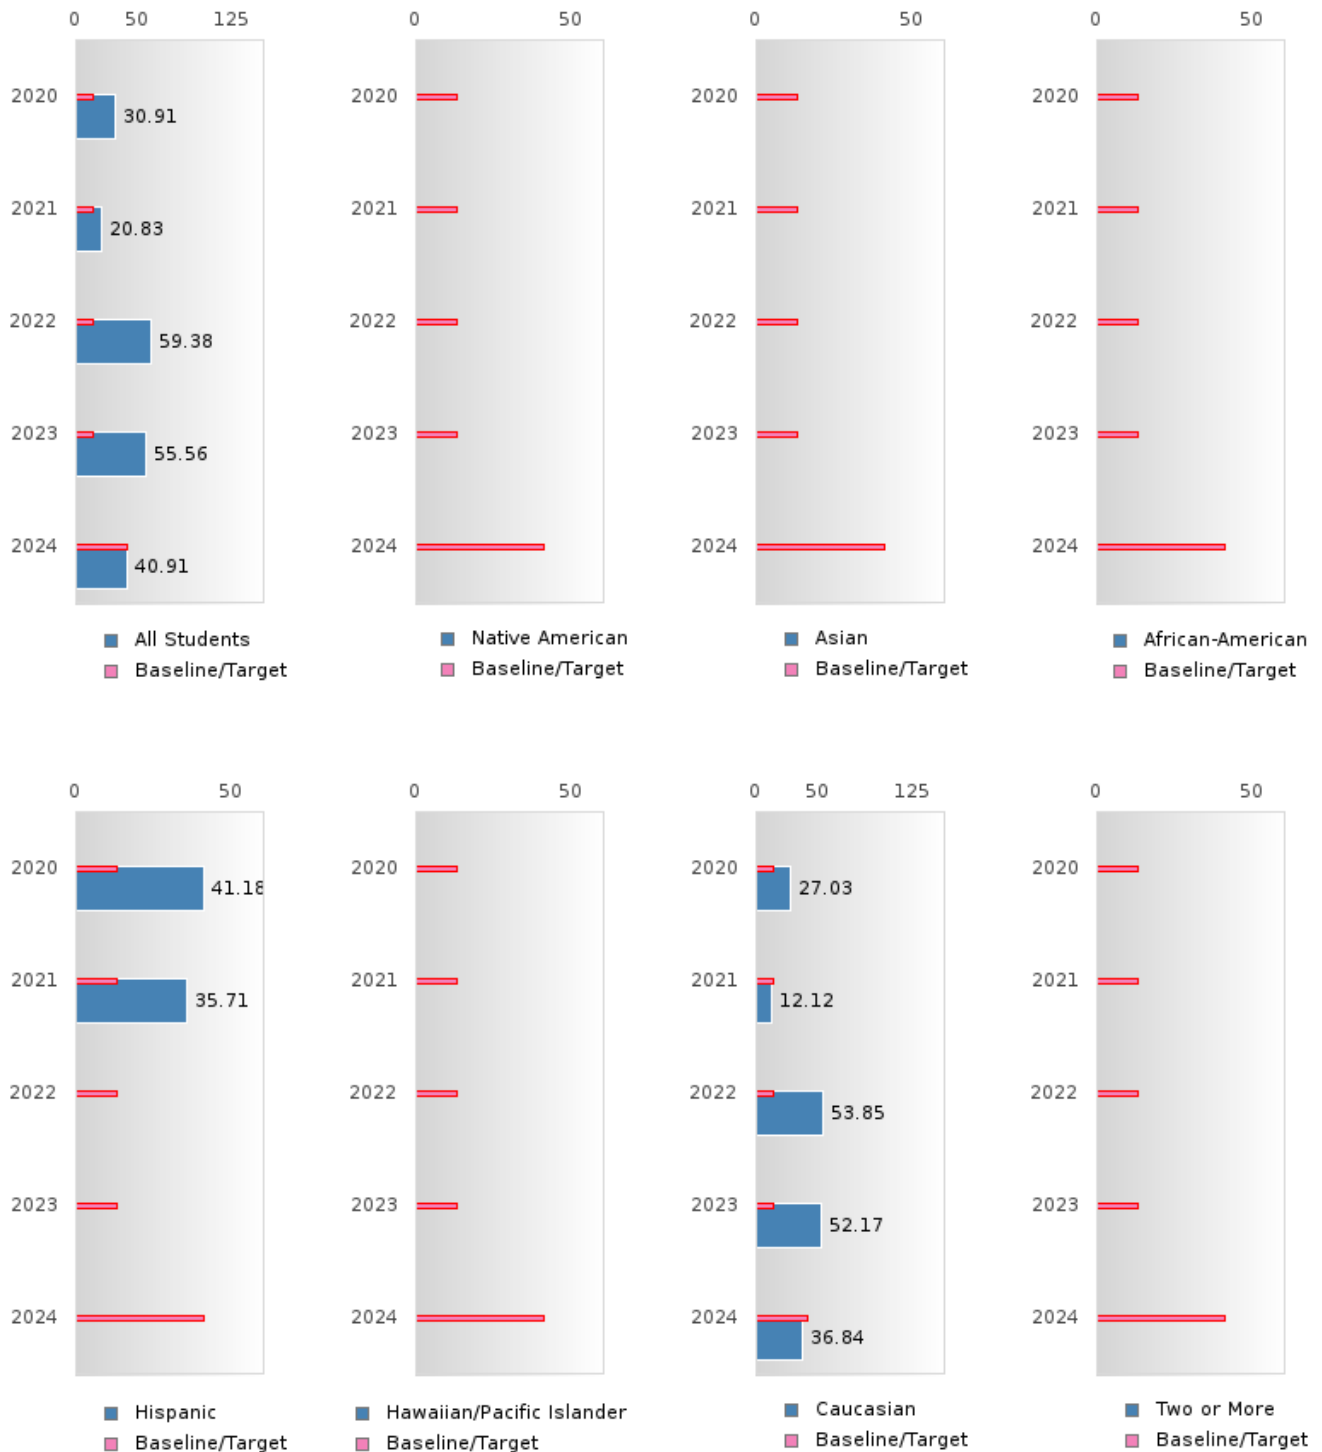 0 50 125 0 50 0 50 0 50
2020 30.91 2020 2020 2020
2021 20.83 2021 2021 2021
2022 59.38 2022 2022 2022
2023 55.56 2023 2023 2023
2024 40.91 2024 2024 2024
All Students Native American Asian African-American
Baseline/Target Baseline/Target Baseline/Target Baseline/Target
0 50 0 50 0 50 125 0 50
2020 41.18 2020 2020 27.03 2020
2021 35.71 2021 2021 12.12 2021
2022 2022 2022 53.85 2022
2023 2023 2023 52.17 2023
2024 2024 2024 36.84 2024
Hispanic Hawaiian/Pacific Islander Caucasian Two or More
Baseline/Target Baseline/Target Baseline/Target Baseline/Target